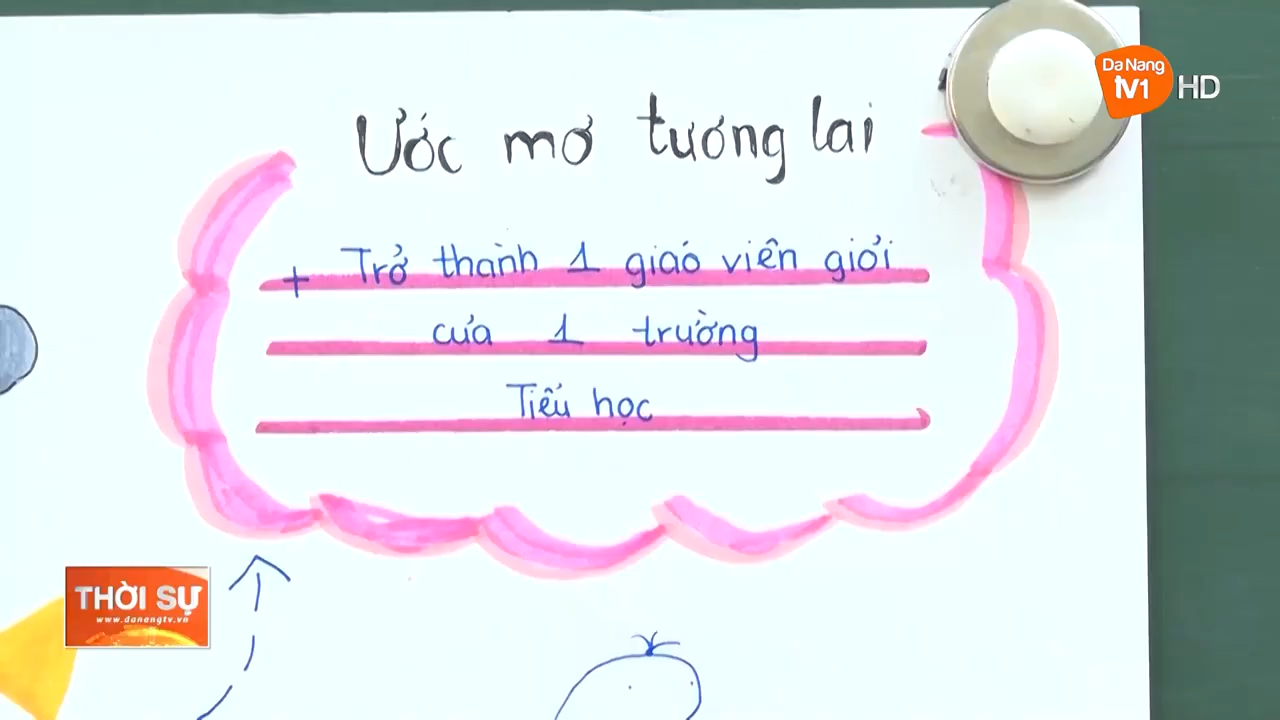 Da Nang
TV1 HD
Ước mơ tương lai
+ Trở thành 1 giáo viên giỏi
của 1 trường
Tiểu học
THỜI SỰ
www.danangtv.vn